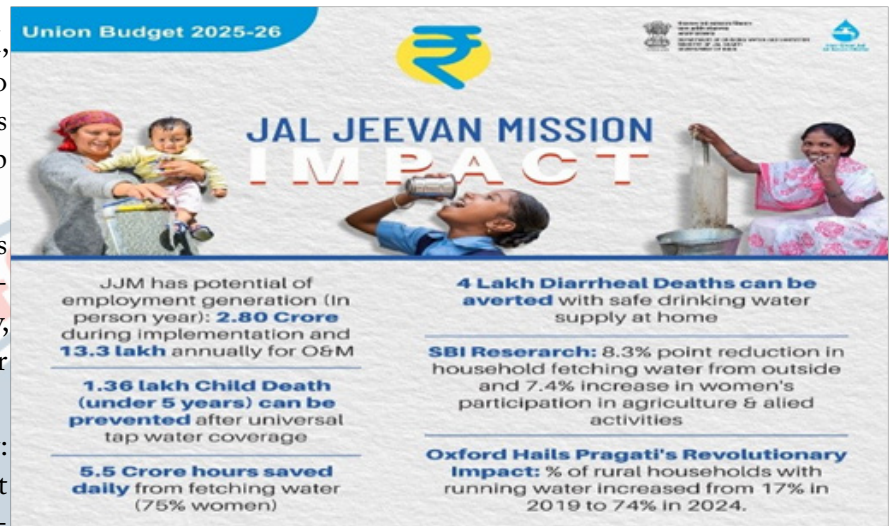 Union Budget 2025-26
₹
JAL JEEVAN MISSION
IMPACT
JJM has potential of
employment generation (In
person year): 2.80 Crore
during implementation and
13.3 lakh annually for O&M
1.36 lakh Child Death
(under 5 years) can be
prevented after universal
tap water coverage
5.5 Crore hours saved
daily from fetching water
(75% women)
4 Lakh Diarrheal Deaths can be
averted with safe drinking water
supply at home
SBI Reserarch: 8.3% point reduction in
household fetching water from outside
and 7.4% increase in women's
participation in agriculture & alied
activities
Oxford Hails Pragati's Revolutionary
Impact: % of rural households with
running water increased from 17% in
2019 to 74% in 2024.